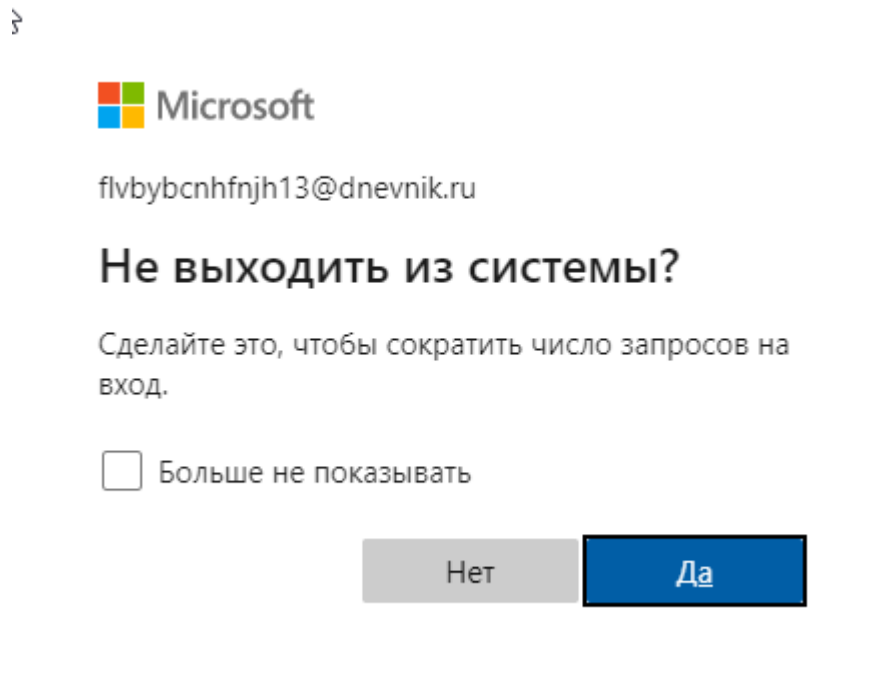 Microsoft
flvbybcnhfnjh13@dnevnik.ru
Не выходить из системы?
Сделайте это, чтобы сократить число запросов на
вход.
Больше не показывать
Нет
Да